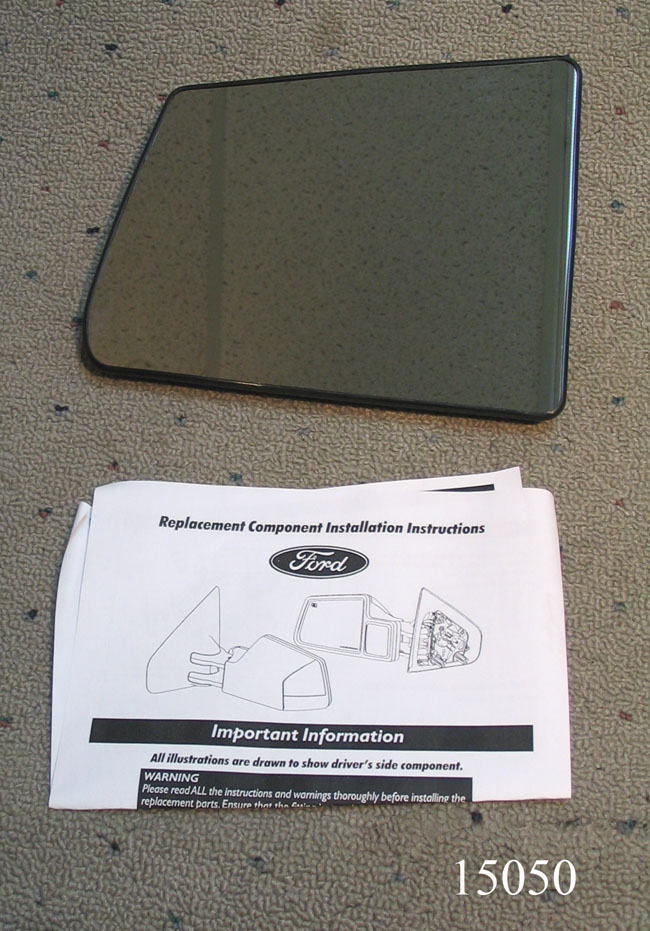 Replacement Component Installation Instructions
Ford
Important Information
All illustrations are drawn to show driver's side component.
WARNING
Please read ALL the instructions and warnings thoroughly before installing the
replacement parts. Ensure that the
15050